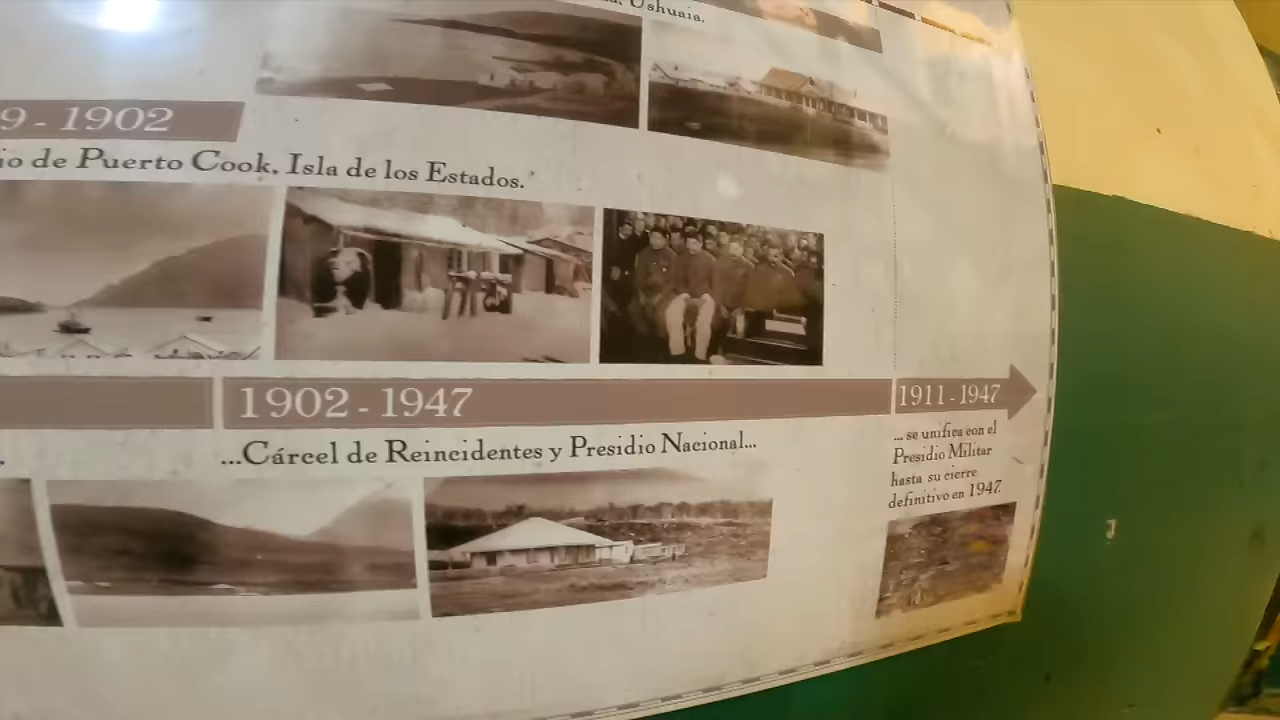 Ushuaia.
9 - 1902
de Puerto Cook, Isla de los Estados.
1902 - 1947
1911 - 1947
...Cárcel de Reincidentes y Presidio Nacional...
... se unifica con el
Presidio Militar
hasta su cierre
definitivo en 1947.